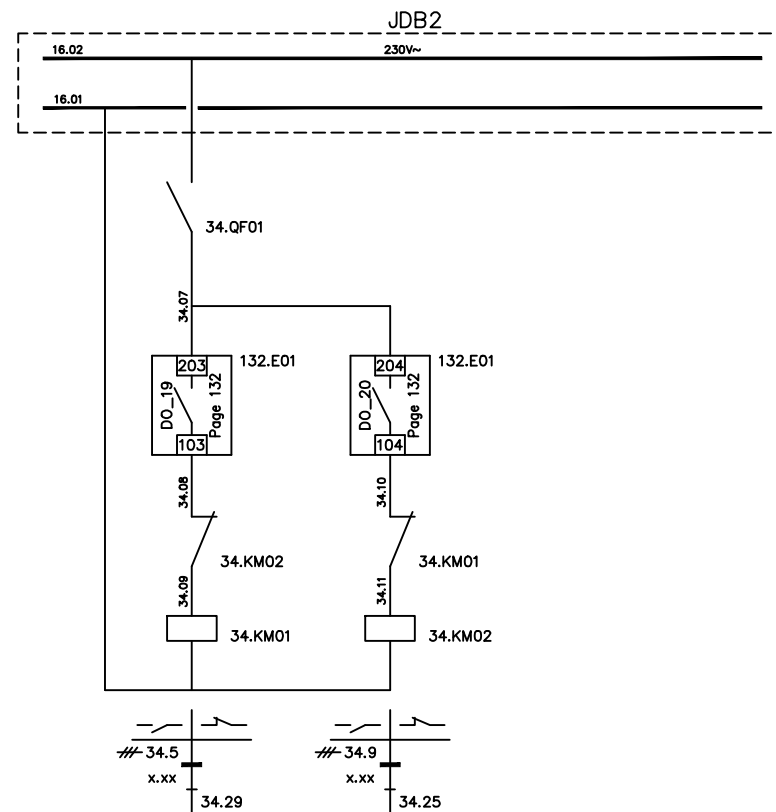 JDB2
16.02 230V~
16.01
34.QF01
34.07
203 132.E01 204 132.E01
DO_19 Page 132 DO_20 Page 132
103 104
34.08 34.10
34.KM02 34.KM01
34.09 34.11
34.KM01 34.KM02
34.5 34.9
x.xx x.xx
34.29 34.25